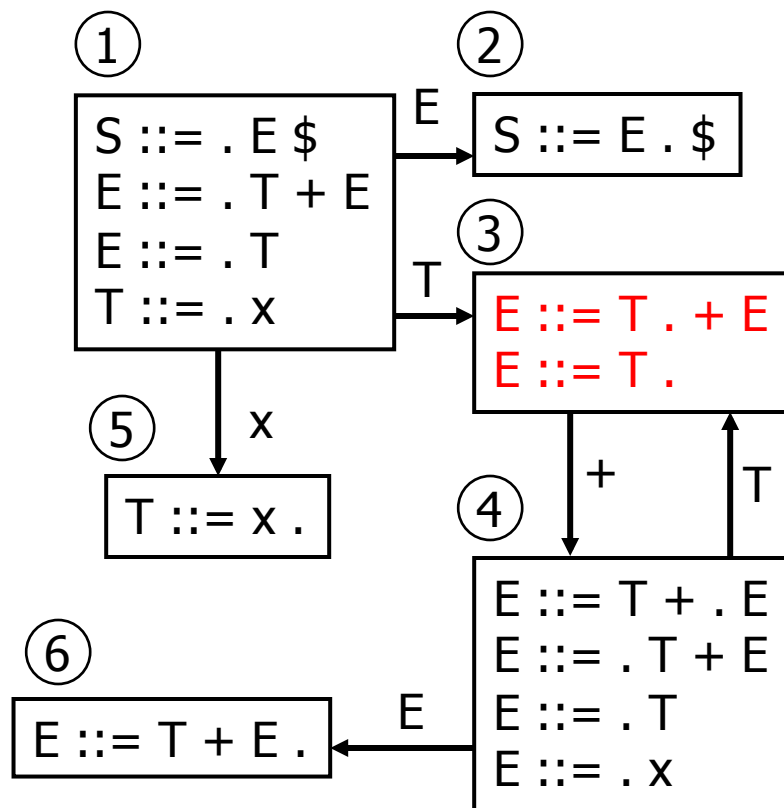 1
S ::= . E $
E ::= . T + E
E ::= . T
T ::= . x
E
2
S ::= E . $
T
3
E ::= T . + E
E ::= T .
x
5
T ::= x .
+
T
4
E ::= T + . E
E ::= . T + E
E ::= . T
E ::= . x
E
6
E ::= T + E .